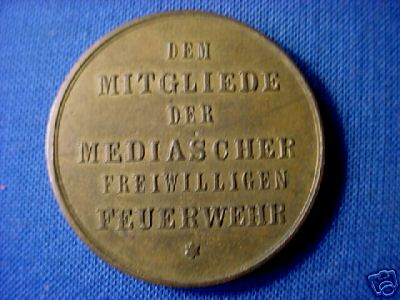 DEM
MITGLIEDE
DER
MEDIASCHER
FREIWILLIGEN
FEUERWEHR